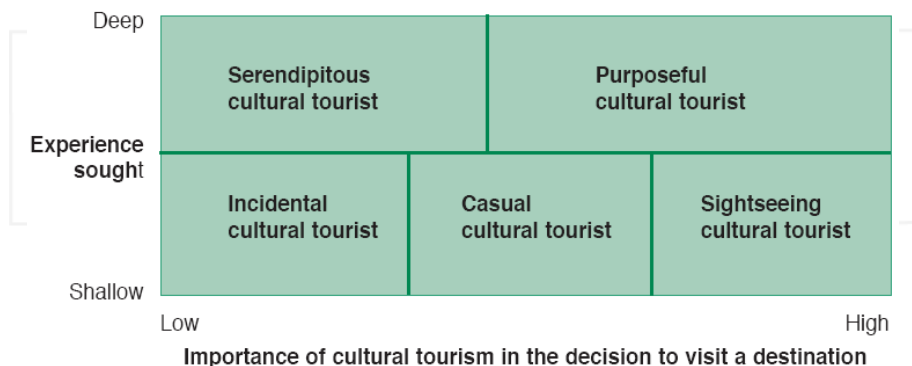 Deep
Serendipitous
cultural tourist
Purposeful
cultural tourist
Experience
sought
Incidental
cultural tourist
Casual
cultural tourist
Sightseeing
cultural tourist
Shallow
Low
High
Importance of cultural tourism in the decision to visit a destination